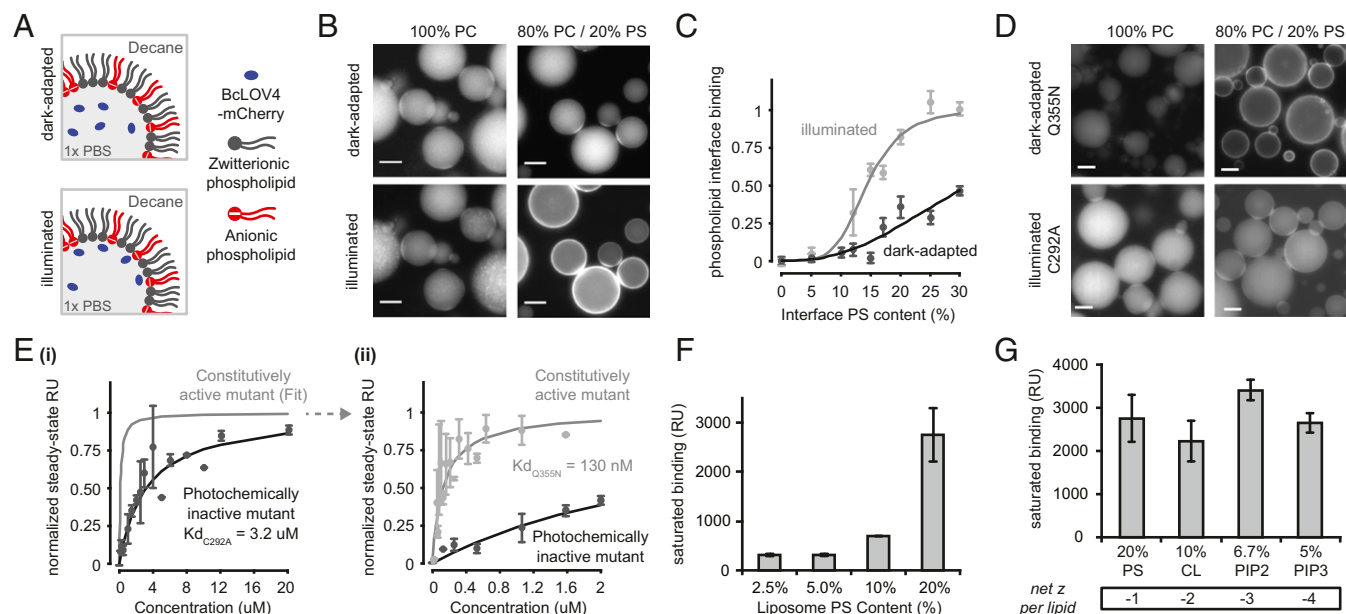 A
dark-adapted
Decane
1x PBS
illuminated
Decane
1x PBS
BcLOV4
-mCherry
Zwitterionic
phospholipid
Anionic
phospholipid
B
100% PC
80% PC / 20% PS
dark-adapted
illuminated
C
phospholipid interface binding
1.00
0.75
0.50
0.25
0
illuminated
dark-adapted
0 5 10 15 20 25 30
Interface PS content (%)
D
100% PC
80% PC / 20% PS
dark-adapted
Q355N
illuminated
C292A
E (i)
normalized steady-state RU
1
0.75
0.50
0.25
0
Constitutively
active mutant (Fit)
Photochemically
inactive mutant
KdC292A = 3.2 uM
0 4 8 12 16 20
Concentration (uM)
(ii)
normalized steady-state RU
1
0.75
0.50
0.25
0
Constitutively
active mutant
KdQ355N = 130 nM
Photochemically
inactive mutant
0 0.4 0.8 1.2 1.6 2
Concentration (uM)
F
saturated binding (RU)
3000
2000
1000
0
2.5% 5.0% 10% 20%
Liposome PS Content (%)
G
saturated binding (RU)
4000
3000
2000
1000
0
20% 10% 6.7% 5%
PS CL PIP2 PIP3
net z
per lipid
-1 -2 -3 -4